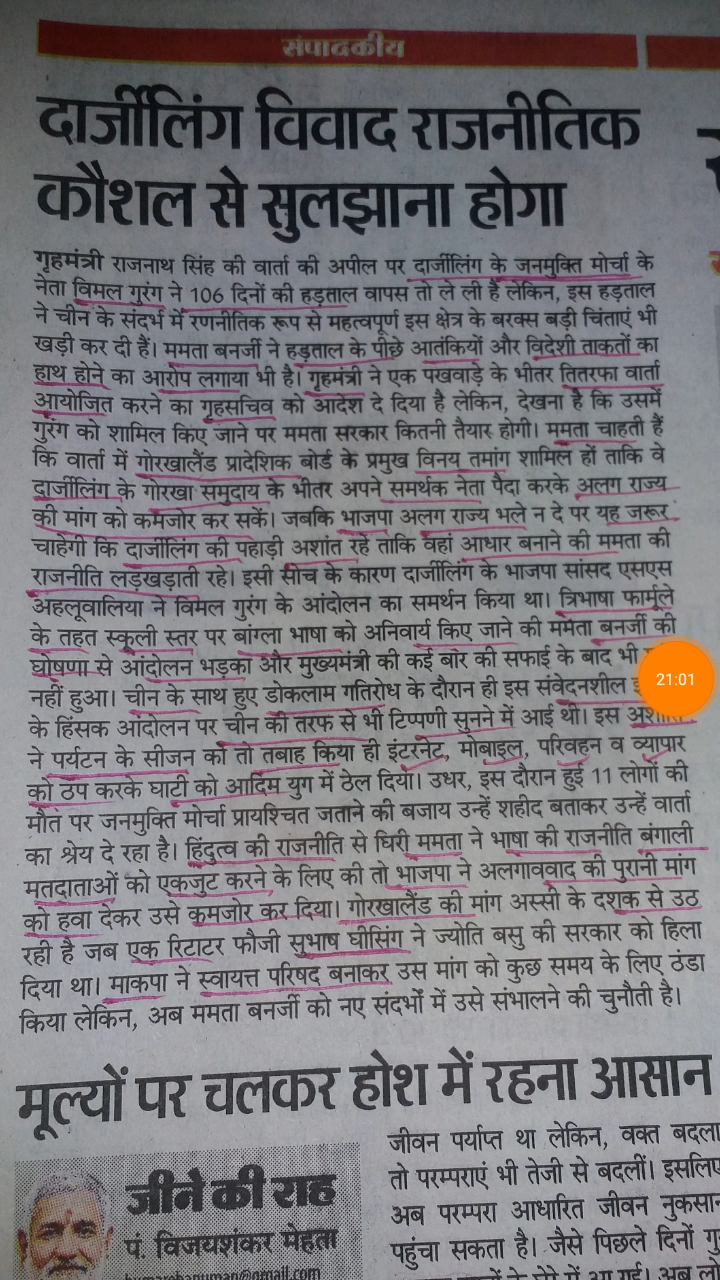 संपादकीय
दार्जीलिंग विवाद राजनीतिक
कौशल से सुलझाना होगा
गृहमंत्री राजनाथ सिंह की वार्ता की अपील पर दार्जीलिंग के जनमुक्ति मोर्चा के
नेता विमल गुरंग ने 106 दिनों की हड़ताल वापस तो ले ली है लेकिन, इस हड़ताल
ने चीन के संदर्भ में रणनीतिक रूप से महत्वपूर्ण इस क्षेत्र के बरक्स बड़ी चिंताएं भी
खड़ी कर दी हैं। ममता बनर्जी ने हड़ताल के पीछे आतंकियों और विदेशी ताकतों का
हाथ होने का आरोप लगाया भी है। गृहमंत्री ने एक पखवाड़े के भीतर तितरफा वार्ता
आयोजित करने का गृहसचिव को आदेश दे दिया है लेकिन, देखना है कि उसमें
गुरंग को शामिल किए जाने पर ममता सरकार कितनी तैयार होगी। ममता चाहती हैं
कि वार्ता में गोरखालैंड प्रादेशिक बोर्ड के प्रमुख विनय तमांग शामिल हों ताकि वे
दार्जीलिंग के गोरखा समुदाय के भीतर अपने समर्थक नेता पैदा करके अलग राज्य
की मांग को कमजोर कर सकें। जबकि भाजपा अलग राज्य भले न दे पर यह जरूर
चाहेगी कि दार्जीलिंग की पहाड़ी अशांत रहे ताकि वहां आधार बनाने की ममता की
राजनीति लड़खड़ाती रहे। इसी सोच के कारण दार्जीलिंग के भाजपा सांसद एसएस
अहलूवालिया ने विमल गुरंग के आंदोलन का समर्थन किया था। त्रिभाषा फार्मूले
के तहत स्कूली स्तर पर बांग्ला भाषा को अनिवार्य किए जाने की ममता बनर्जी की
घोषणा से आंदोलन भड़का और मुख्यमंत्री की कई बार की सफाई के बाद भी
नहीं हुआ। चीन के साथ हुए डोकलाम गतिरोध के दौरान ही इस संवेदनशील
के हिंसक आंदोलन पर चीन की तरफ से भी टिप्पणी सुनने में आई थी। इस अशांति
ने पर्यटन के सीजन को तो तबाह किया ही इंटरनेट, मोबाइल, परिवहन व व्यापार
को ठप करके घाटी को आदिम युग में ठेल दिया। उधर, इस दौरान हुई 11 लोगों की
मौत पर जनमुक्ति मोर्चा प्रायश्चित जताने की बजाय उन्हें शहीद बताकर उन्हें वार्ता
का श्रेय दे रहा है। हिंदुत्व की राजनीति से घिरी ममता ने भाषा की राजनीति बंगाली
मतदाताओं को एकजुट करने के लिए की तो भाजपा ने अलगाववाद की पुरानी मांग
को हवा देकर उसे कमजोर कर दिया। गोरखालैंड की मांग अस्सी के दशक से उठ
रही है जब एक रिटाटर फौजी सुभाष घीसिंग ने ज्योति बसु की सरकार को हिला
दिया था। माकपा ने स्वायत्त परिषद बनाकर उस मांग को कुछ समय के लिए ठंडा
किया लेकिन, अब ममता बनर्जी को नए संदर्भों में उसे संभालने की चुनौती है।
21:01
मूल्यों पर चलकर होश में रहना आसान
जीने की राह
पं. विजयशंकर मेहता
humarehanuman@gmail.com
जीवन पर्याप्त था लेकिन, वक्त बदला
तो परम्पराएं भी तेजी से बदलीं। इसलिए
अब परम्परा आधारित जीवन नुकसान
पहुंचा सकता है। जैसे पिछले दिनों